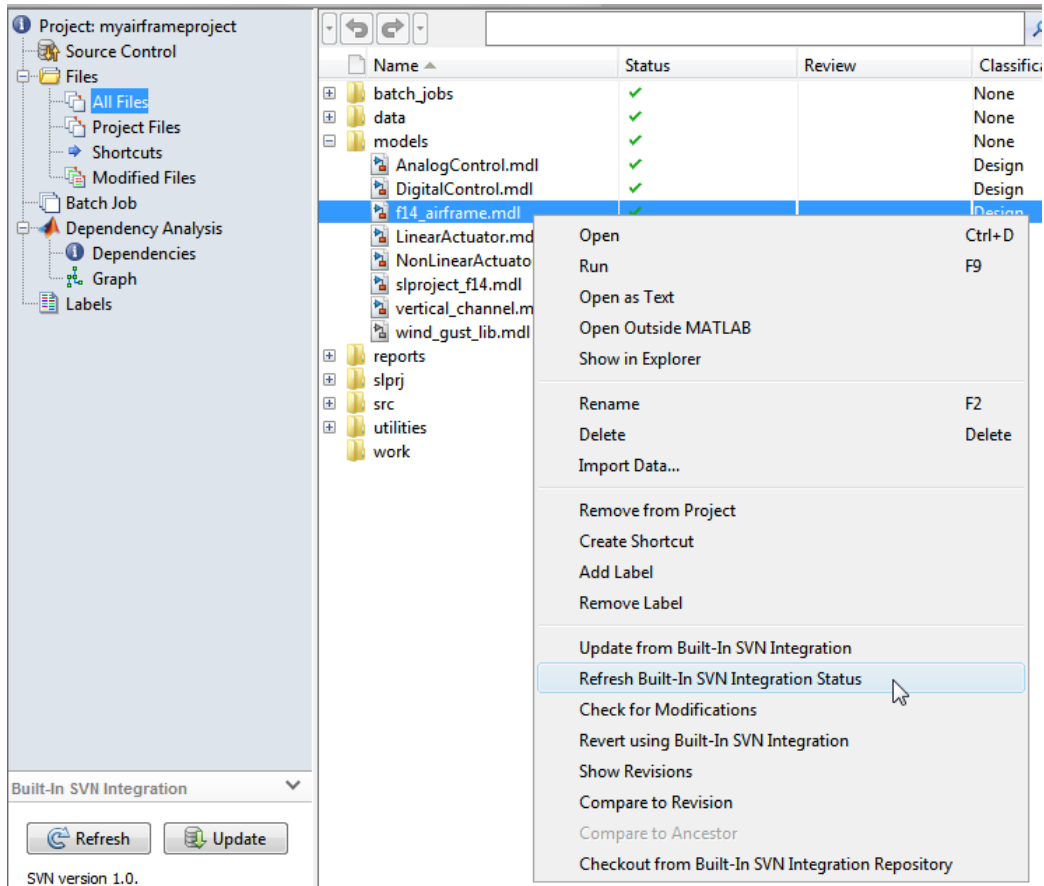 Project: myairframeproject
Source Control
Files
All Files
Project Files
Shortcuts
Modified Files
Batch Job
Dependency Analysis
Dependencies
Graph
Labels
Built-In SVN Integration
Refresh Update
SVN version 1.0.
Name Status Review Classifica
batch_jobs None
data None
models None
AnalogControl.mdl Design
DigitalControl.mdl Design
f14_airframe.mdl Design
LinearActuator.md
NonLinearActuato
slproject_f14.mdl
vertical_channel.m
wind_gust_lib.mdl
reports
slprj
src
utilities
work
Open Ctrl+D
Run F9
Open as Text
Open Outside MATLAB
Show in Explorer
Rename F2
Delete Delete
Import Data...
Remove from Project
Create Shortcut
Add Label
Remove Label
Update from Built-In SVN Integration
Refresh Built-In SVN Integration Status
Check for Modifications
Revert using Built-In SVN Integration
Show Revisions
Compare to Revision
Compare to Ancestor
Checkout from Built-In SVN Integration Repository